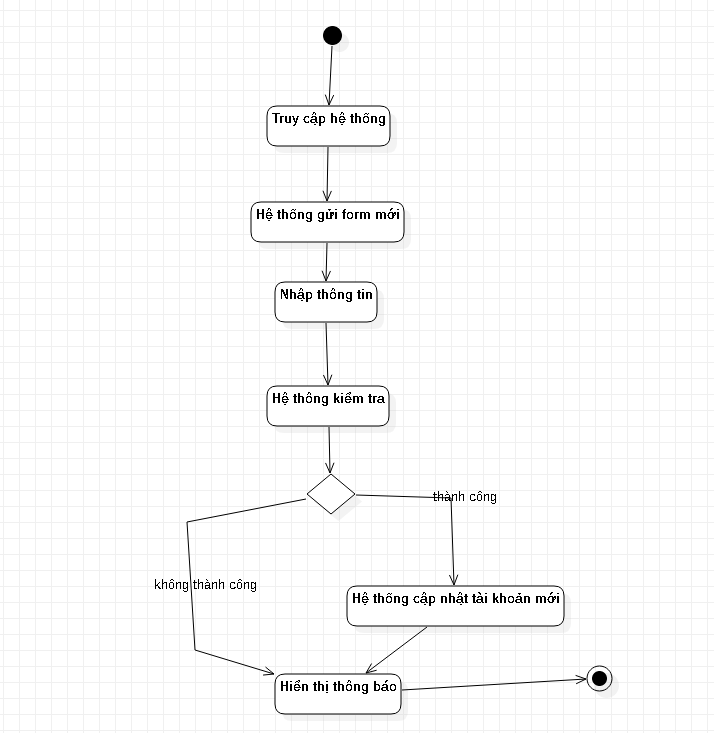 Truy cập hệ thống
Hệ thống gửi form mới
Nhập thông tin
Hệ thông kiểm tra
thành công
không thành công
Hệ thống cập nhật tài khoản mới
Hiển thị thông báo